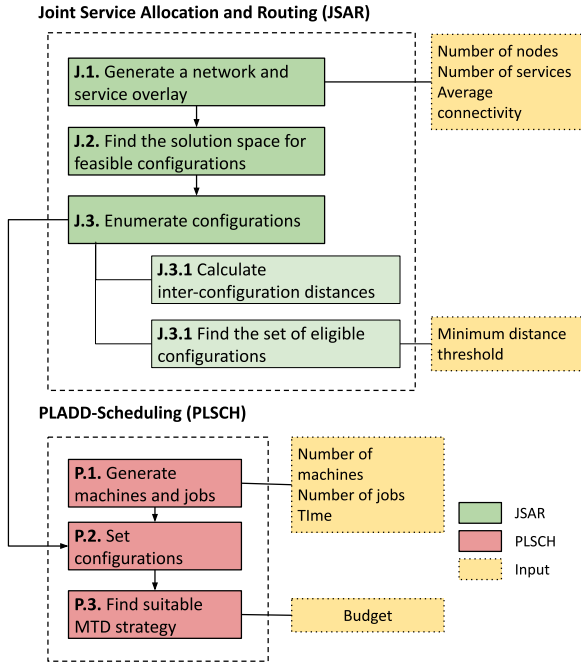 Joint Service Allocation and Routing (JSAR)
J.1. Generate a network and
service overlay
Number of nodes
Number of services
Average
connectivity
J.2. Find the solution space for
feasible configurations
J.3. Enumerate configurations
J.3.1 Calculate
inter-configuration distances
J.3.1 Find the set of eligible
configurations
Minimum distance
threshold
PLADD-Scheduling (PLSCH)
P.1. Generate
machines and jobs
Number of
machines
Number of jobs
TIme
P.2. Set
configurations
P.3. Find suitable
MTD strategy
Budget
JSAR
PLSCH
Input